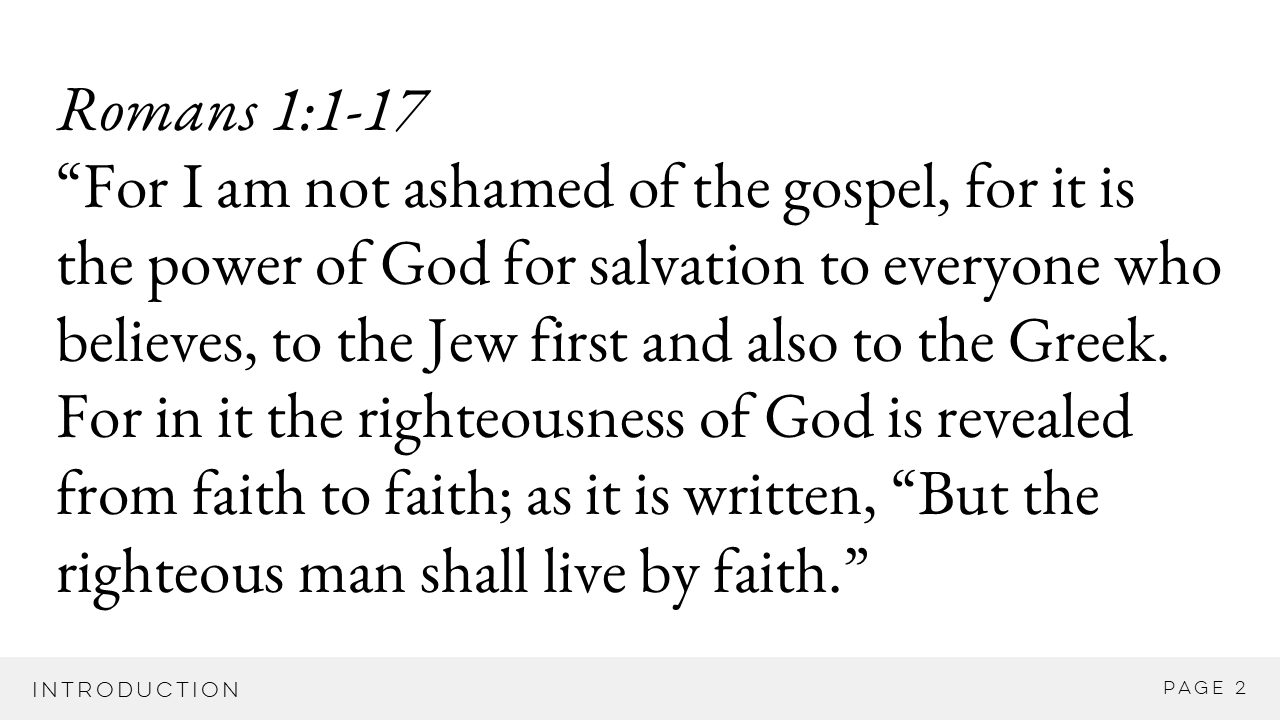 Romans 1:1-17
“For I am not ashamed of the gospel, for it is
the power of God for salvation to everyone who
believes, to the Jew first and also to the Greek.
For in it the righteousness of God is revealed
from faith to faith; as it is written, “But the
righteous man shall live by faith.”
INTRODUCTION
PAGE 2